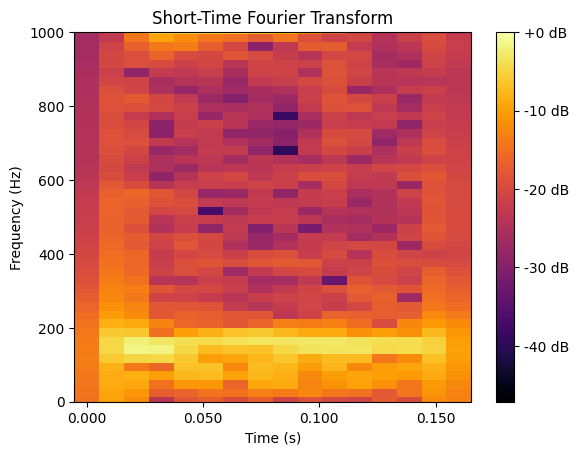 Short-Time Fourier Transform
1000
800
600
400
200
0
Frequency (Hz)
0.000
0.050
0.100
0.150
Time (s)
+0 dB
-10 dB
-20 dB
-30 dB
-40 dB